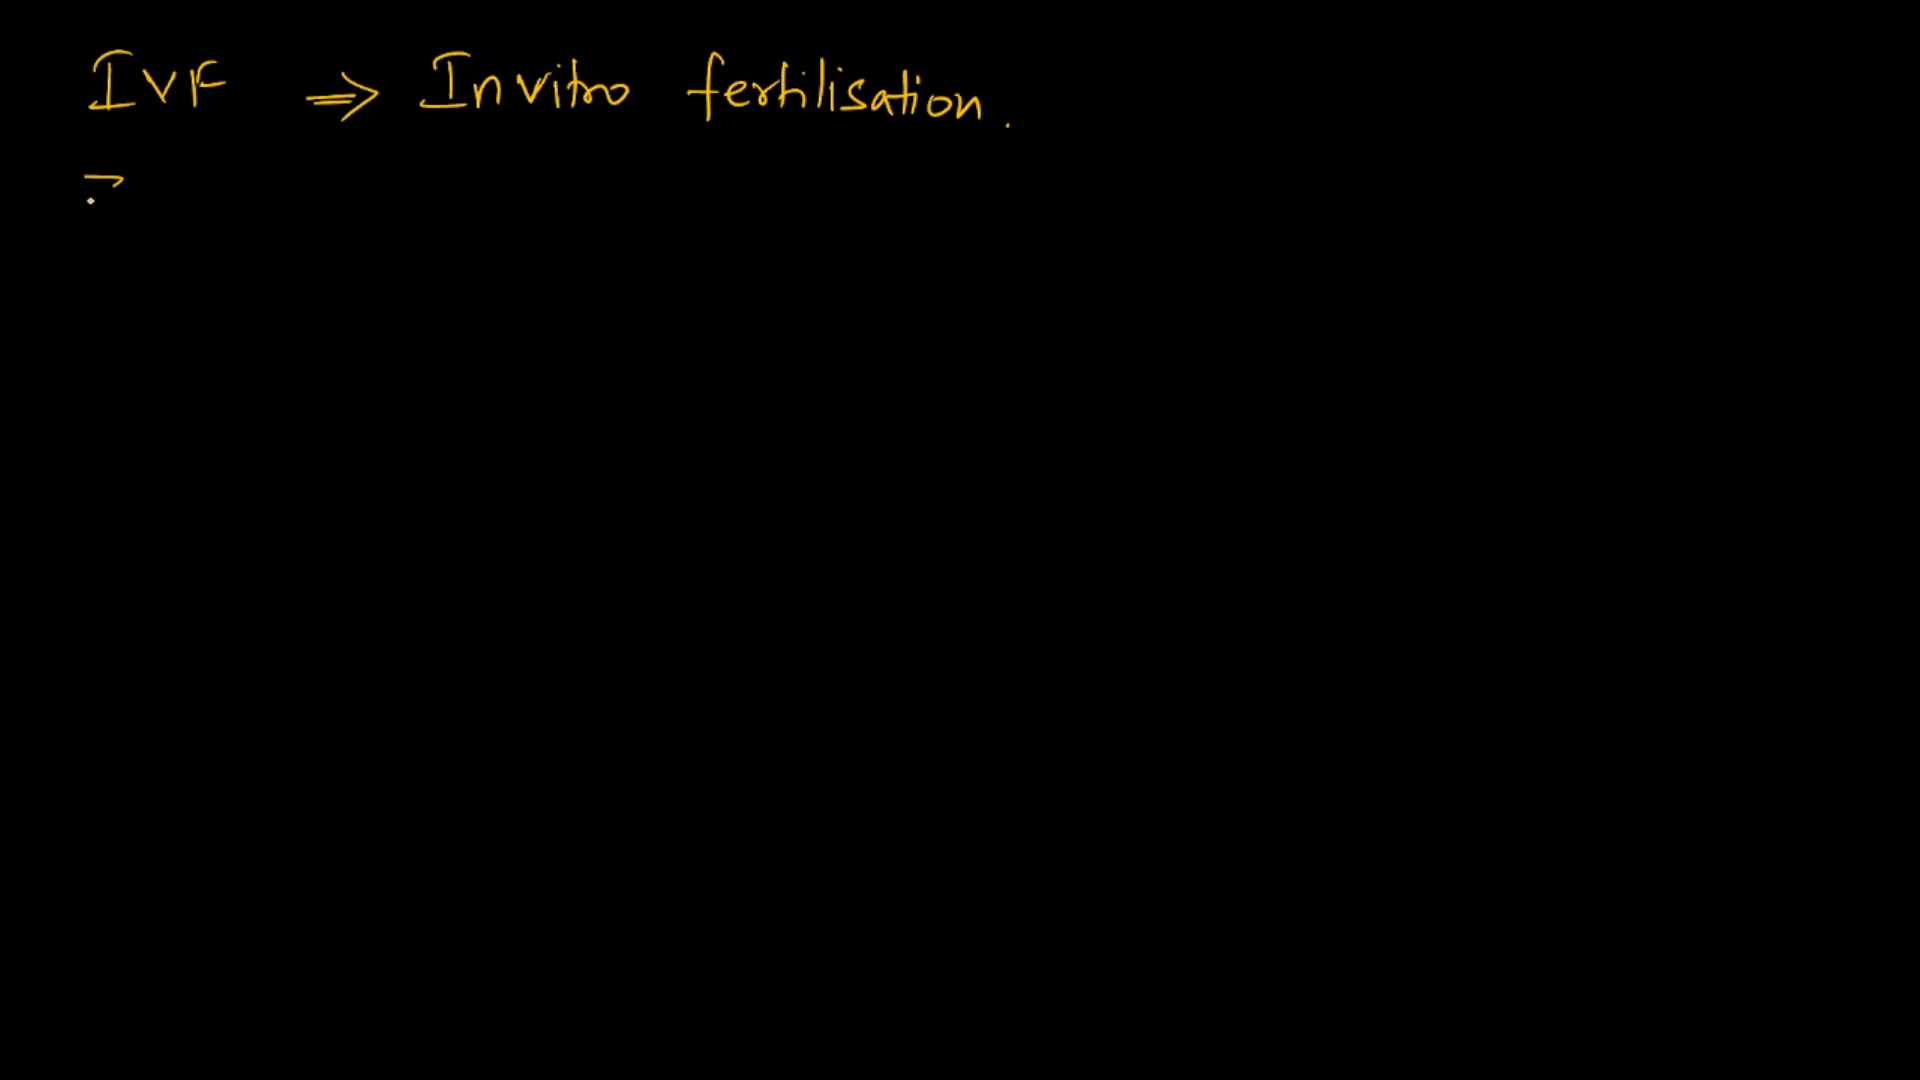 IVF ⇒ Invitro fertilisation.